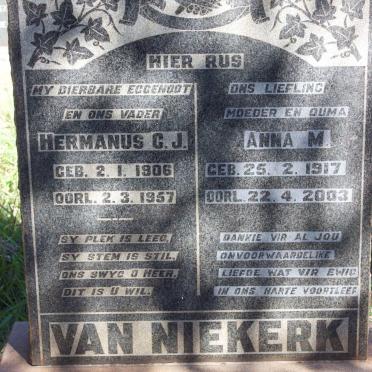 HIER RUS
MY DIERBARE EGGENOOT
EN ONS VADER
HERMANUS C.J.
GEB. 2.1.1906
OORL. 2.3.1957
SY PLEK IS LEEG,
SY STEM IS STIL,
ONS SWYG O HEER,
DIT IS U WIL.
ONS LIEFLING
MOEDER EN OUMA
ANNA M.
GEB. 25.2.1917
OORL. 22.4.2003
DANKIE VIR AL JOU
ONVOORWAARDELIKE
LIEFDE WAT VIR EWIG
IN ONS HARTE VOORTLEEF
VAN NIEKERK